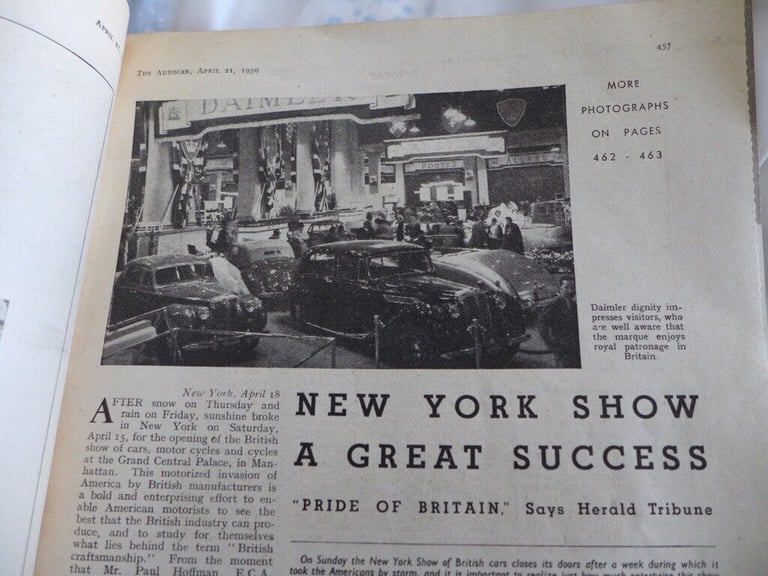 APRIL 21,
THE AUTOCAR, APRIL 21, 1950
457
DAIMLER
ROOTES
MORE
PHOTOGRAPHS
ON PAGES
462 - 463
Daimler dignity im-
presses visitors, who
are well aware that
the marque enjoys
royal patronage in
Britain.
New York, April 18
AFTER snow on Thursday and
rain on Friday, sunshine broke
in New York on Saturday,
April 15, for the opening of the British
show of cars, motor cycles and cycles
at the Grand Central Palace, in Man-
hattan. This motorized invasion of
America by British manufacturers is
a bold and enterprising effort to en-
able American motorists to see the
best that the British industry can pro-
duce, and to study for themselves
what lies behind the term "British
craftsmanship." From the moment
that Mr. Paul Hoffman, E.C.A.
NEW YORK SHOW
A GREAT SUCCESS
"PRIDE OF BRITAIN," Says Herald Tribune
On Sunday the New York Show of British cars closes its doors after a week during which it
took the Americans by storm, and it is important to realize just how much